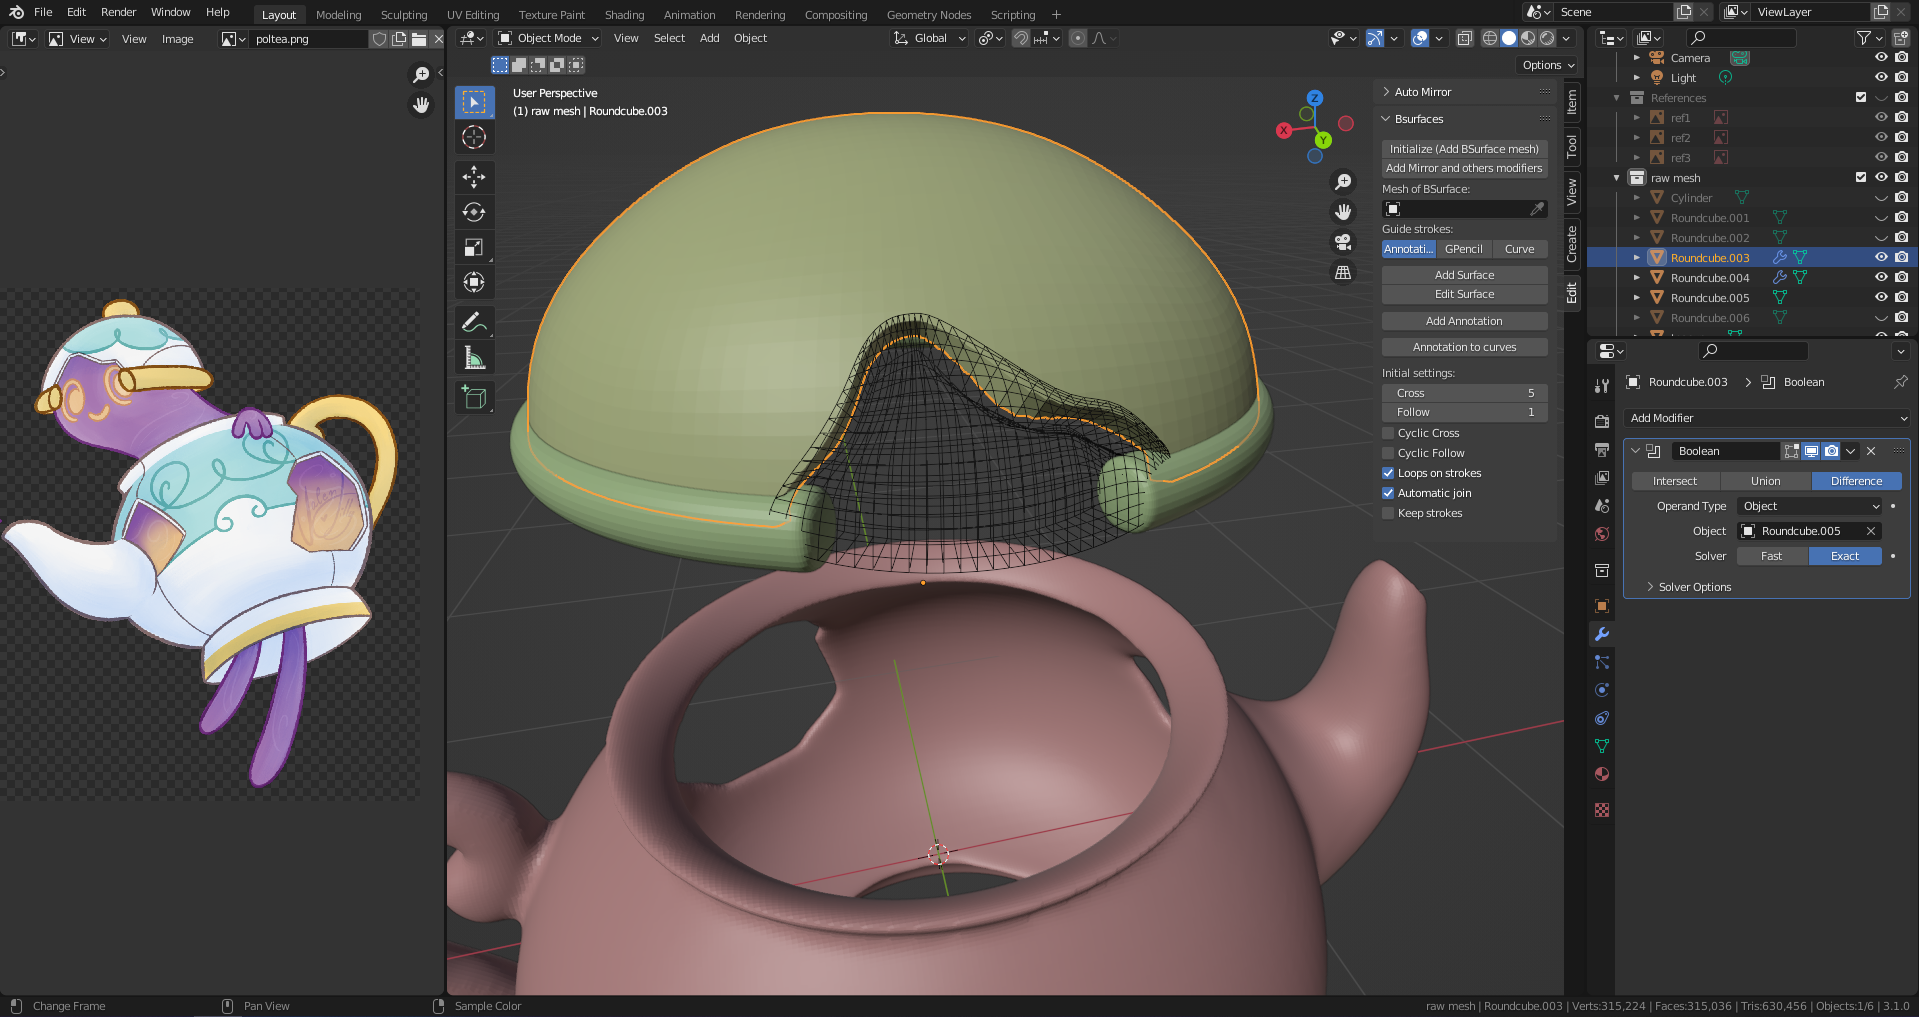 File Edit Render Window Help
Layout Modeling Sculpting UV Editing Texture Paint Shading Animation Rendering Compositing Geometry Nodes Scripting +
Scene
ViewLayer
View View Image poltea.png
Object Mode View Select Add Object
Global
Options
User Perspective
(1) raw mesh | Roundcube.003
Z
X
Y
Auto Mirror
Bsurfaces
Initialize (Add BSurface mesh)
Add Mirror and others modifiers
Mesh of BSurface:
Guide strokes:
Annotati... GPencil Curve
Add Surface
Edit Surface
Add Annotation
Annotation to curves
Initial settings:
Cross 5
Follow 1
Cyclic Cross
Cyclic Follow
Loops on strokes
Automatic join
Keep strokes
Item
Tool
View
Create
Edit
Camera
Light
References
ref1
ref2
ref3
raw mesh
Cylinder
Roundcube.001
Roundcube.002
Roundcube.003
Roundcube.004
Roundcube.005
Roundcube.006
Roundcube.003 > Boolean
Add Modifier
Boolean
Intersect Union Difference
Operand Type Object
Object Roundcube.005
Solver Fast Exact
Solver Options
Change Frame Pan View Sample Color
raw mesh | Roundcube.003 | Verts:315,224 | Faces:315,036 | Tris:630,456 | Objects:1/6 | 3.1.0